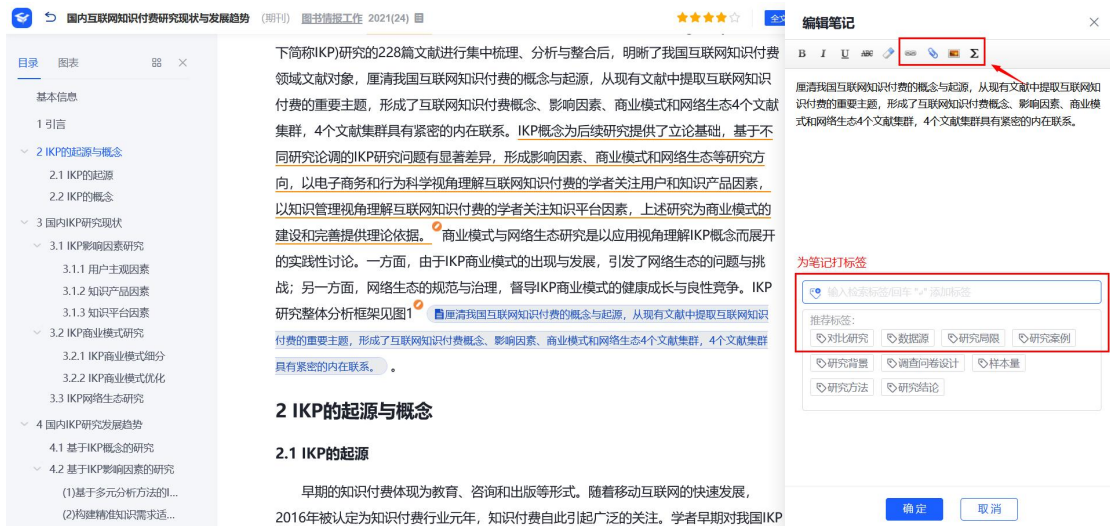 国内互联网知识付费研究现状与发展趋势 (期刊) 图书情报工作 2021(24)
目录 图表
基本信息
1 引言
2 IKP的起源与概念
2.1 IKP的起源
2.2 IKP的概念
3 国内IKP研究现状
3.1 IKP影响因素研究
3.1.1 用户主观因素
3.1.2 知识产品因素
3.1.3 知识平台因素
3.2 IKP商业模式研究
3.2.1 IKP商业模式细分
3.2.2 IKP商业模式优化
3.3 IKP网络生态研究
4 国内IKP研究发展趋势
4.1 基于IKP概念的研究
4.2 基于IKP影响因素的研究
(1)基于多元分析方法的I...
(2)构建精准知识需求适...
全文
下简称IKP)研究的228篇文献进行集中梳理、分析与整合后，明晰了我国互联网知识付费
领域文献对象，厘清我国互联网知识付费的概念与起源，从现有文献中提取互联网知识
付费的重要主题，形成了互联网知识付费概念、影响因素、商业模式和网络生态4个文献
集群，4个文献集群具有紧密的内在联系。IKP概念为后续研究提供了立论基础，基于不
同研究论调的IKP研究问题有显著差异，形成影响因素、商业模式和网络生态等研究方
向，以电子商务和行为科学视角理解互联网知识付费的学者关注用户和知识产品因素，
以知识管理视角理解互联网知识付费的学者关注知识平台因素，上述研究为商业模式的
建设和完善提供理论依据。商业模式与网络生态研究是以应用视角理解IKP概念而展开
的实践性讨论。一方面，由于IKP商业模式的出现与发展，引发了网络生态的问题与挑
战；另一方面，网络生态的规范与治理，督导IKP商业模式的健康成长与良性竞争。IKP
研究整体分析框架见图1 厘清我国互联网知识付费的概念与起源，从现有文献中提取互联网知识
付费的重要主题，形成了互联网知识付费概念、影响因素、商业模式和网络生态4个文献集群，4个文献集群
具有紧密的内在联系。 。
2 IKP的起源与概念
2.1 IKP的起源
早期的知识付费体现为教育、咨询和出版等形式。随着移动互联网的快速发展，
2016年被认定为知识付费行业元年，知识付费自此引起广泛的关注。学者早期对我国IKP
编辑笔记
B I U ABC Σ
厘清我国互联网知识付费的概念与起源，从现有文献中提取互联网知
识付费的重要主题，形成了互联网知识付费概念、影响因素、商业模
式和网络生态4个文献集群，4个文献集群具有紧密的内在联系。
为笔记打标签
输入检索标签/回车 "↵" 添加标签
推荐标签：
对比研究 数据源 研究局限 研究案例
研究背景 调查问卷设计 样本量
研究方法 研究结论
确定 取消